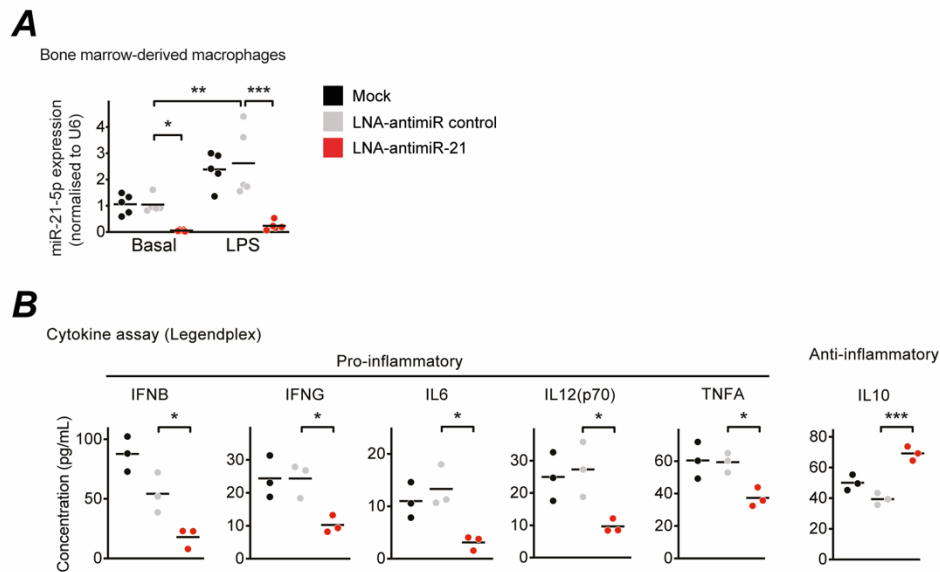 A
Bone marrow-derived macrophages
miR-21-5p expression
(normalised to U6)
4
3
2
1
0
** ***
*
Basal LPS
Mock
LNA-antimiR control
LNA-antimiR-21
B
Cytokine assay (Legendplex)
Pro-inflammatory Anti-inflammatory
IFNB IFNG IL6 IL12(p70) TNFA IL10
* * * * * ***
Concentration (pg/mL)
100
50
0
30
20
10
0
20
10
0
30
20
10
0
60
40
20
0
80
60
40
20
0